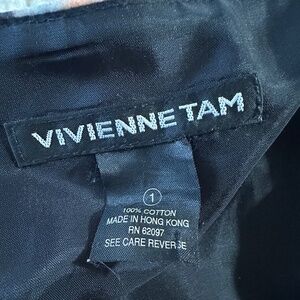 VIVIENNE TAM
1
100% COTTON
MADE IN HONG KONG
RN 62097
SEE CARE REVERSE